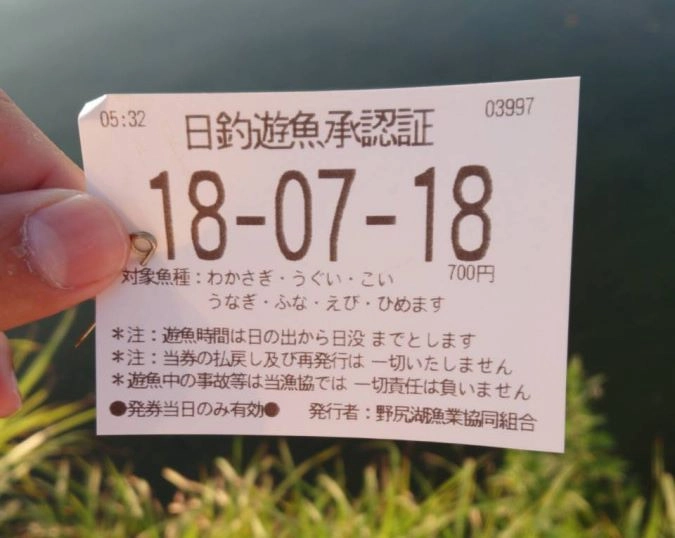 05:32
03997
日釣遊魚承認証
18-07-18
700円
対象魚種：わかさぎ・うぐい・こい
うなぎ・ふな・えび・ひめます
＊注：遊魚時間は日の出から日没 までとします
＊注：当券の払戻し及び再発行は 一切いたしません
＊遊魚中の事故等は当漁協では 一切責任は負いません
●発券当日のみ有効● 発行者：野尻湖漁業協同組合